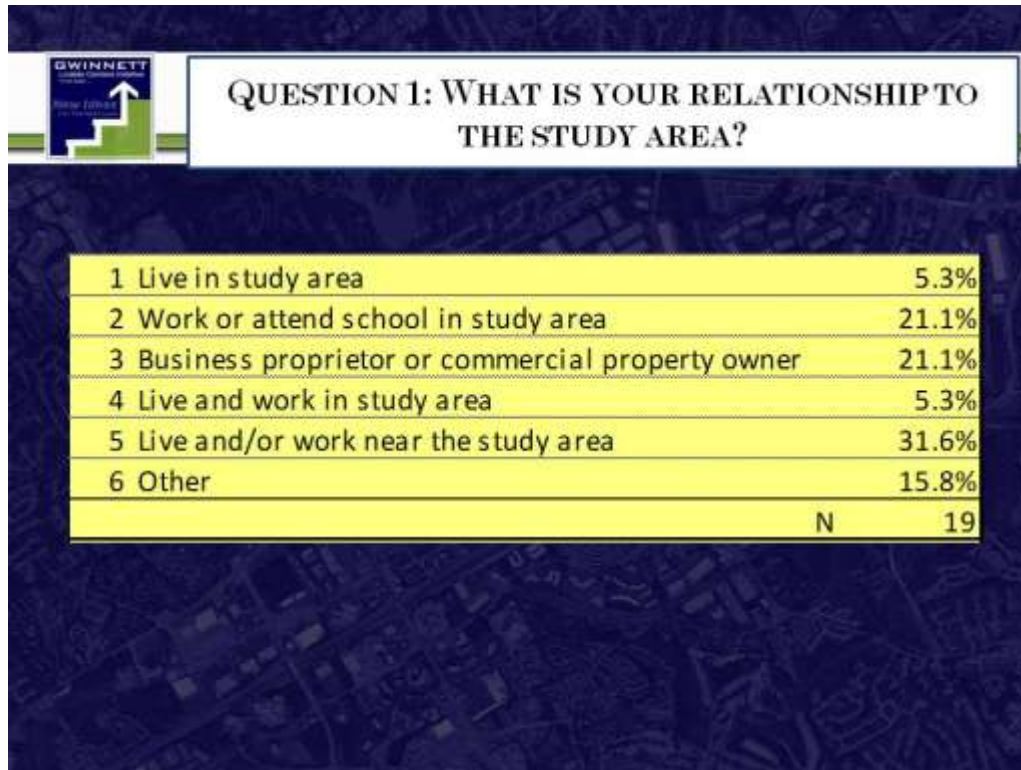 GWINNETT
QUESTION 1: WHAT IS YOUR RELATIONSHIP TO
THE STUDY AREA?
1 Live in study area 5.3%
2 Work or attend school in study area 21.1%
3 Business proprietor or commercial property owner 21.1%
4 Live and work in study area 5.3%
5 Live and/or work near the study area 31.6%
6 Other 15.8%
N 19